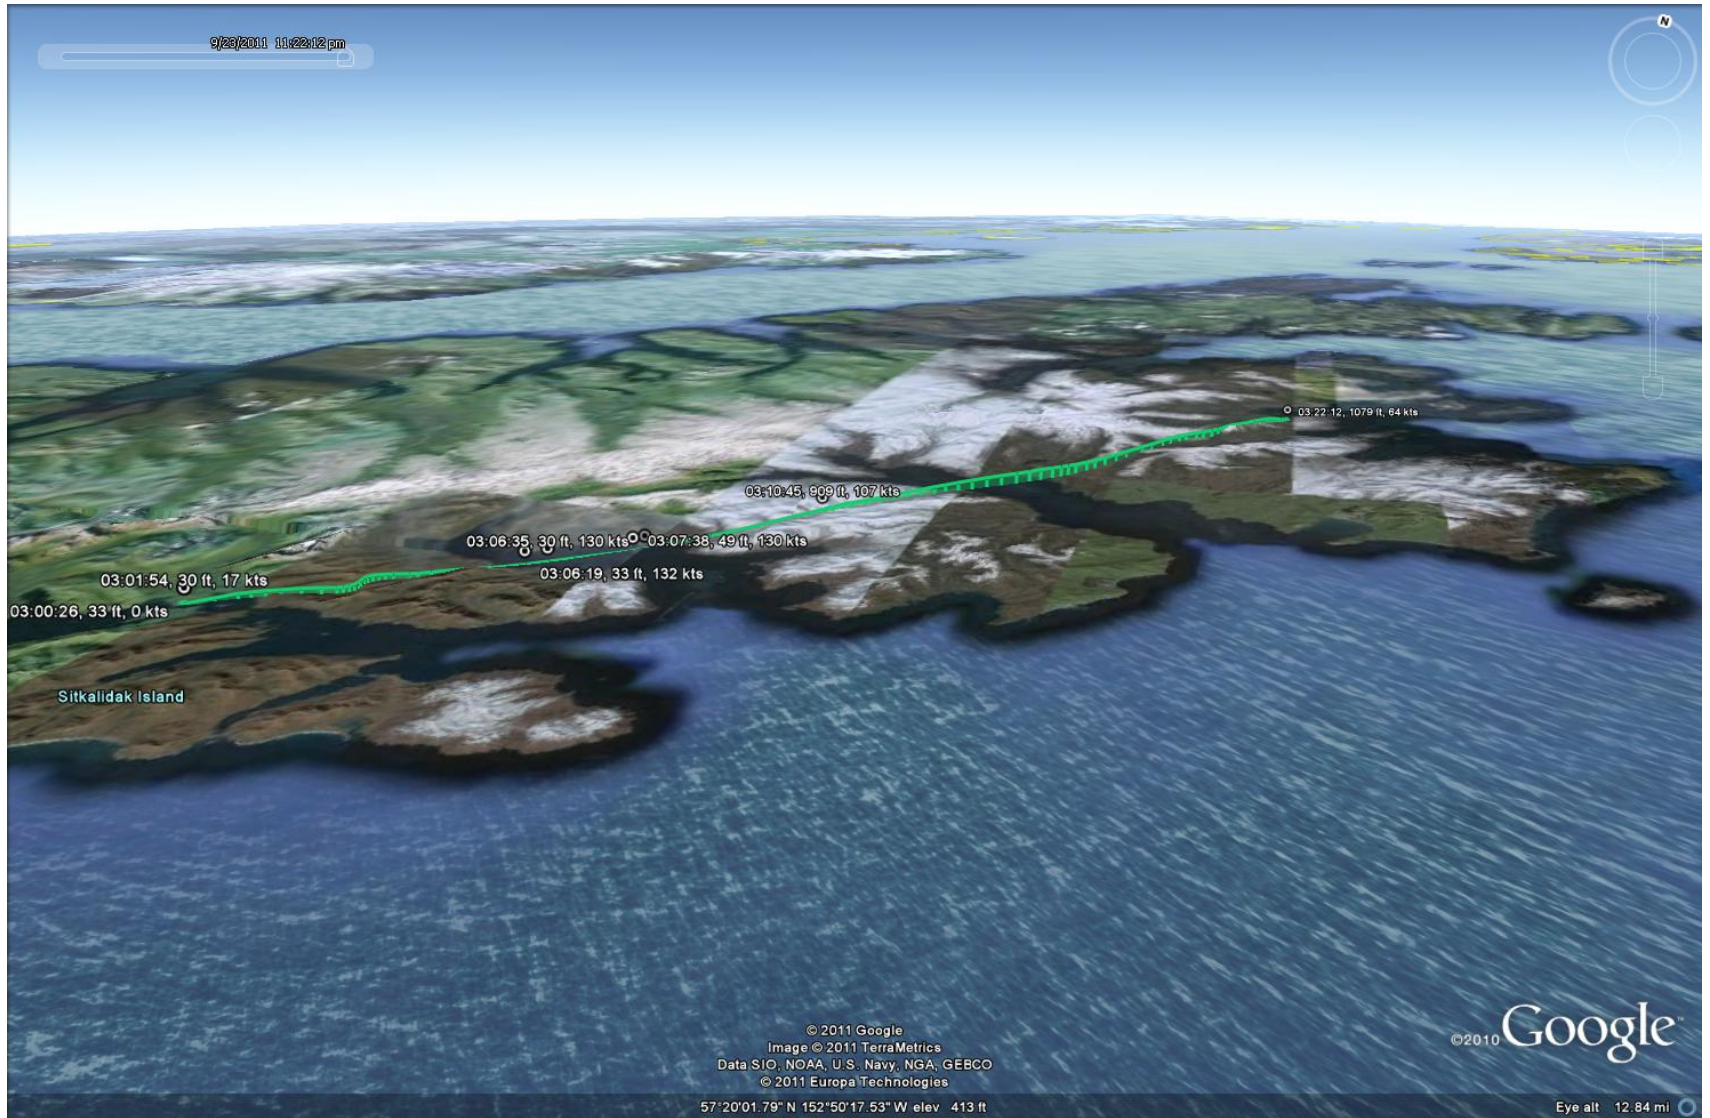 9/23/2011 11:22:12 pm
N
03:22:12, 1079 ft, 64 kts
03:10:45, 909 ft, 107 kts
03:06:35, 30 ft, 130 kts
03:07:38, 49 ft, 130 kts
03:06:19, 33 ft, 132 kts
03:01:54, 30 ft, 17 kts
03:00:26, 33 ft, 0 kts
Sitkalidak Island
© 2011 Google
Image © 2011 TerraMetrics
Data SIO, NOAA, U.S. Navy, NGA, GEBCO
© 2011 Europa Technologies
©2010 Google™
57°20'01.79" N 152°50'17.53" W elev 413 ft
Eye alt 12.84 mi